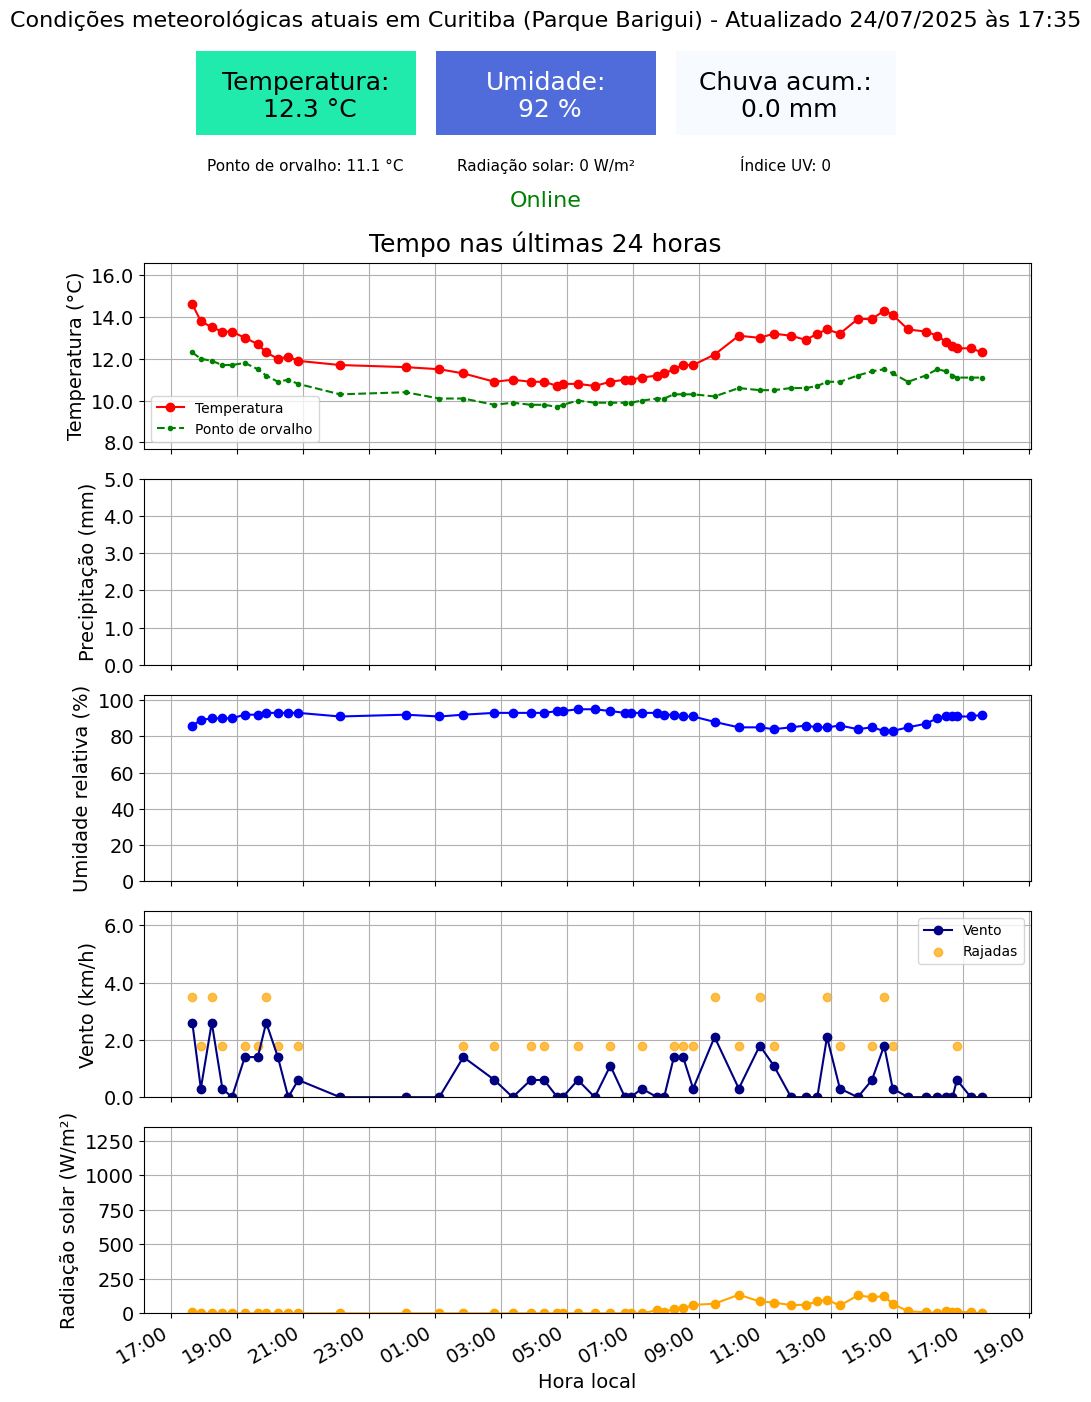 Condições meteorológicas atuais em Curitiba (Parque Barigui) - Atualizado 24/07/2025 às 17:35
Temperatura:
12.3 °C
Umidade:
92 %
Chuva acum.:
0.0 mm
Ponto de orvalho: 11.1 °C
Radiação solar: 0 W/m²
Índice UV: 0
Online
Tempo nas últimas 24 horas
Temperatura (°C)
16.0
14.0
12.0
10.0
8.0
Temperatura
Ponto de orvalho
Precipitação (mm)
5.0
4.0
3.0
2.0
1.0
0.0
Umidade relativa (%)
100
80
60
40
20
0
Vento (km/h)
6.0
4.0
2.0
0.0
Vento
Rajadas
Radiação solar (W/m²)
1250
1000
750
500
250
0
17:00
19:00
21:00
23:00
01:00
03:00
05:00
07:00
09:00
11:00
13:00
15:00
17:00
19:00
Hora local